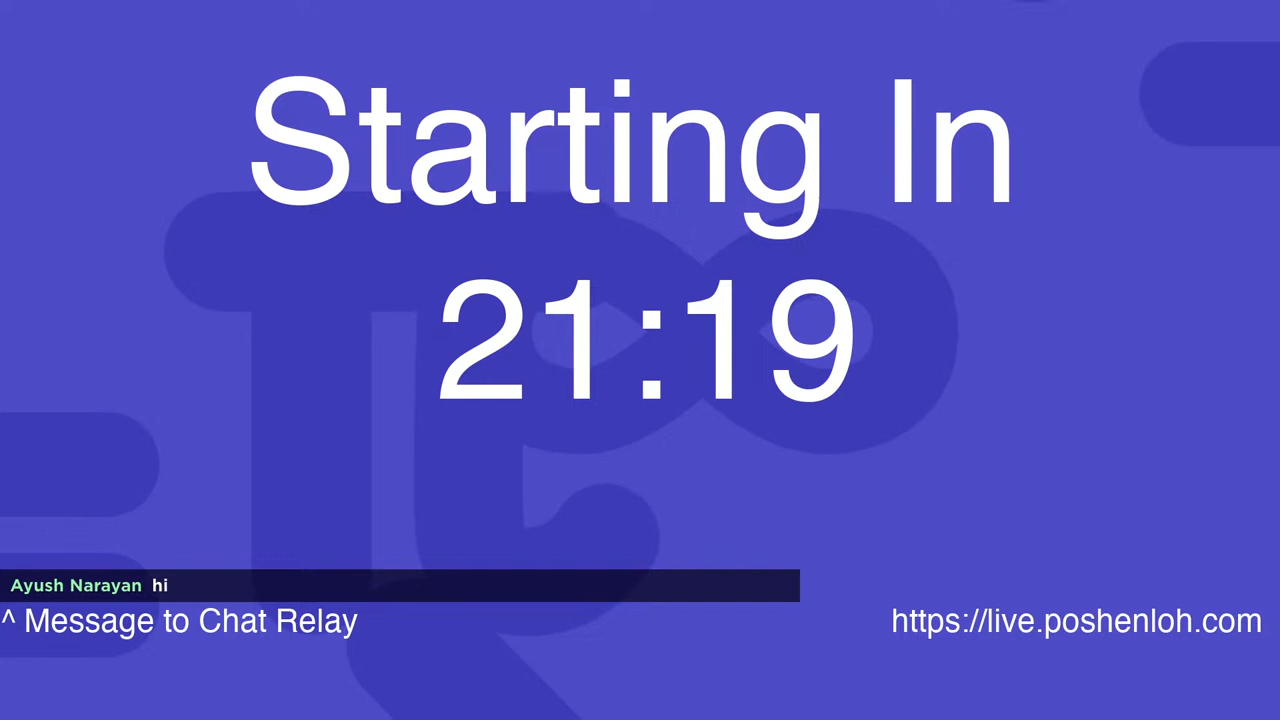 Starting In
21:19
Ayush Narayan hi
^ Message to Chat Relay
https://live.poshenloh.com